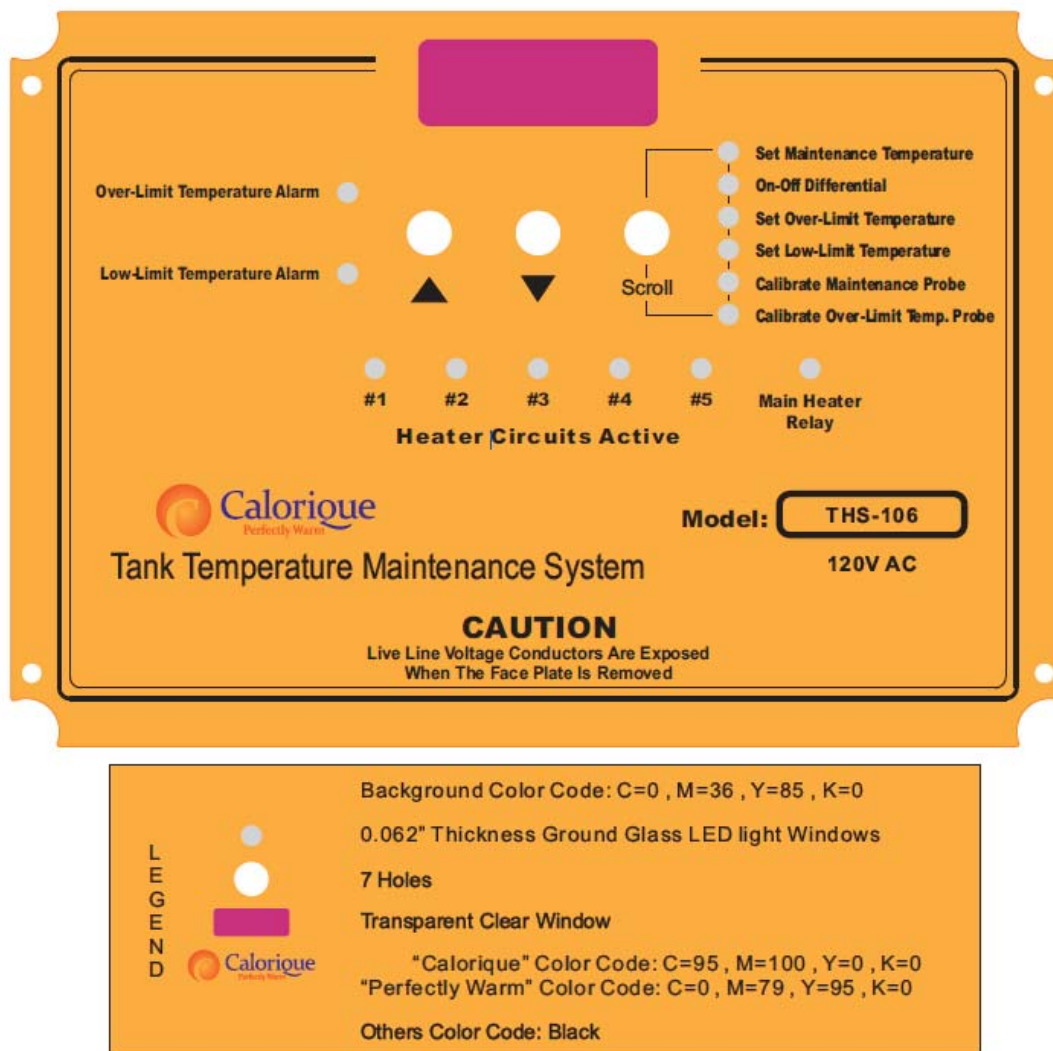 Set Maintenance Temperature
Over-Limit Temperature Alarm
On-Off Differential
Set Over-Limit Temperature
Set Low-Limit Temperature
Low-Limit Temperature Alarm
Scroll
Calibrate Maintenance Probe
Calibrate Over-Limit Temp. Probe
#1 #2 #3 #4 #5
Main Heater
Relay
Heater Circuits Active
Calorique
Perfectly Warm
Model: THS-106
Tank Temperature Maintenance System
120V AC
CAUTION
Live Line Voltage Conductors Are Exposed
When The Face Plate Is Removed
LEGEND
Background Color Code: C=0 , M=36 , Y=85 , K=0
0.062" Thickness Ground Glass LED light Windows
7 Holes
Transparent Clear Window
Calorique
Perfectly Warm
"Calorique" Color Code: C=95 , M=100 , Y=0 , K=0
"Perfectly Warm" Color Code: C=0 , M=79 , Y=95 , K=0
Others Color Code: Black